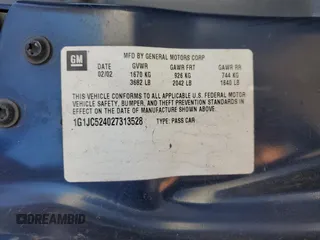 GM
MFD BY GENERAL MOTORS CORP
DATE GVWR GAWR FRT GAWR RR
02/02 1670 KG 926 KG 744 KG
3682 LB 2042 LB 1640 LB
THIS VEHICLE CONFORMS TO ALL APPLICABLE U.S. FEDERAL MOTOR
VEHICLE SAFETY, BUMPER, AND THEFT PREVENTION STANDARDS
IN EFFECT ON THE DATE OF MANUFACTURE SHOWN ABOVE.
1G1JC524027313528 TYPE: PASS CAR
DREAMBID